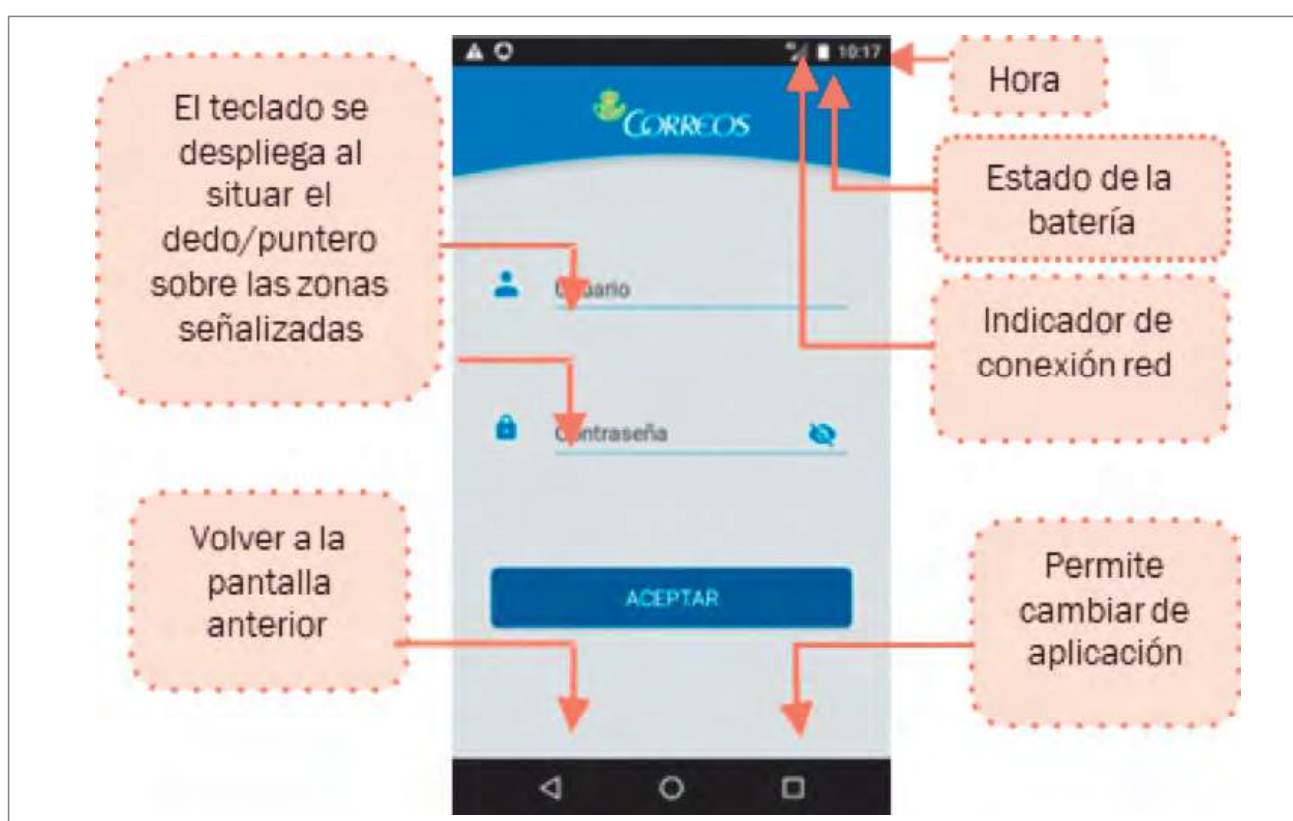 10:17
Hora
CORREOS
El teclado se
despliega al
situar el
dedo/puntero
sobre las zonas
señalizadas
Estado de la
batería
Usuario
Indicador de
conexión red
Contraseña
Volver a la
pantalla
anterior
ACEPTAR
Permite
cambiar de
aplicación